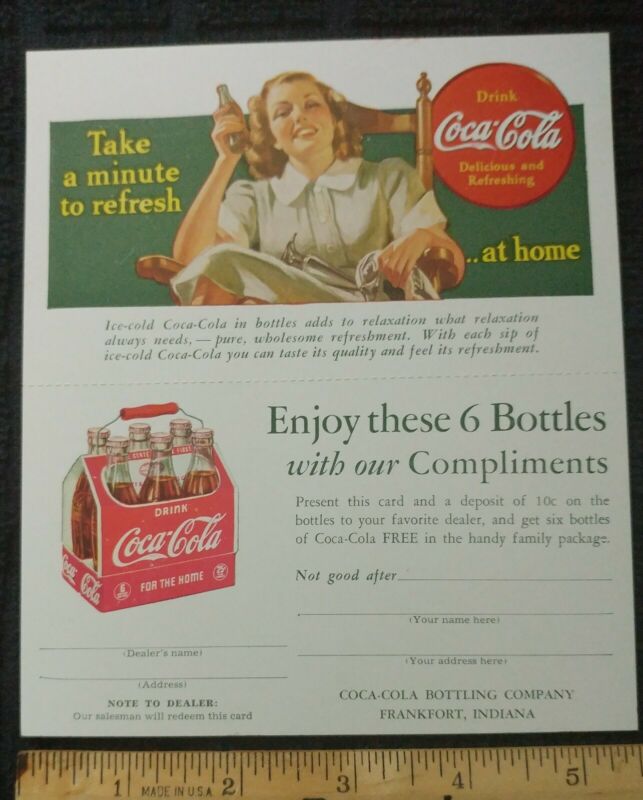 Take
a minute
to refresh
Drink
Coca-Cola
Delicious and
Refreshing
..at home
Ice-cold Coca-Cola in bottles adds to relaxation what relaxation
always needs, — pure, wholesome refreshment. With each sip of
ice-cold Coca-Cola you can taste its quality and feel its refreshment.
Enjoy these 6 Bottles
with our Compliments
Present this card and a deposit of 10c on the
bottles to your favorite dealer, and get six bottles
of Coca-Cola FREE in the handy family package.
Not good after
(Your name here)
(Your address here)
COCA-COLA BOTTLING COMPANY
FRANKFORT, INDIANA
DRINK
Coca-Cola
FOR THE HOME
Coca
Cola
6
25¢
(Dealer's name)
(Address)
NOTE TO DEALER:
Our salesman will redeem this card
1 MADE IN U.S.A. 2 3 4 5